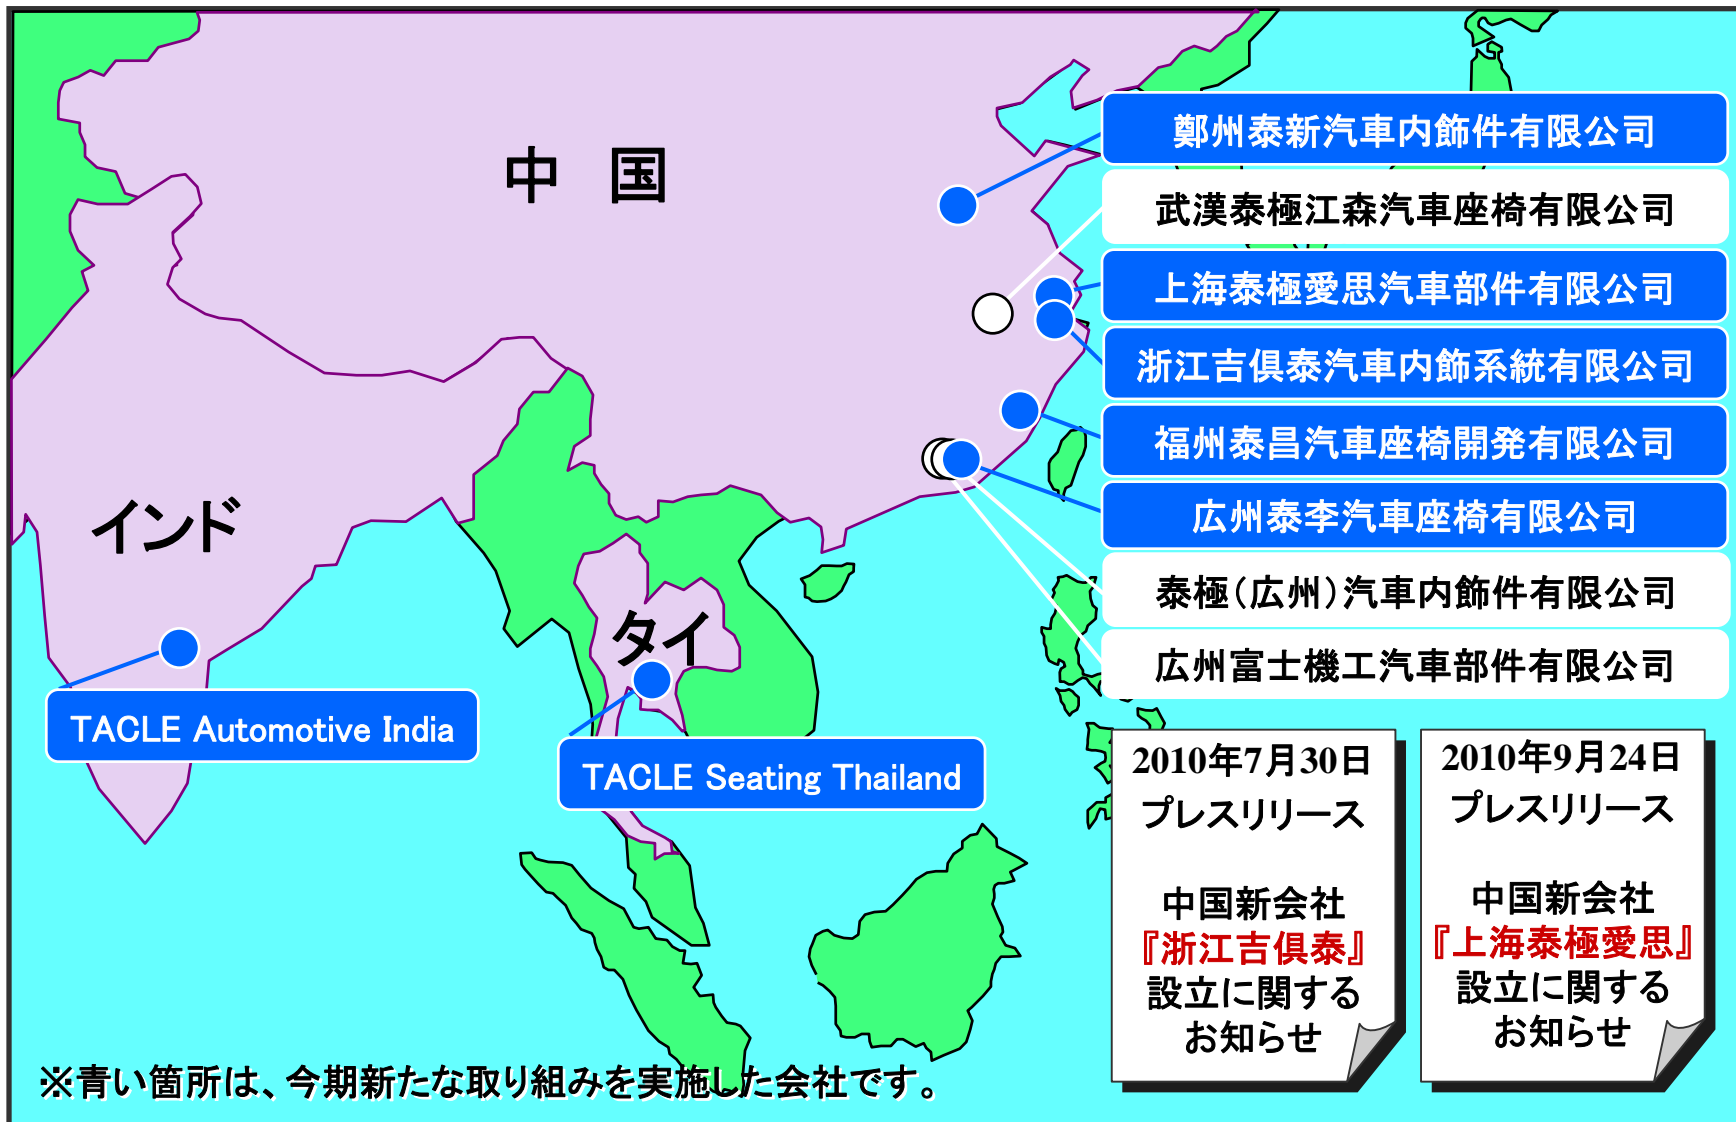 中 国
インド
タイ
鄭州泰新汽車内飾件有限公司
武漢泰極江森汽車座椅有限公司
上海泰極愛思汽車部件有限公司
浙江吉倶泰汽車内飾系統有限公司
福州泰昌汽車座椅開発有限公司
広州泰李汽車座椅有限公司
泰極（広州）汽車内飾件有限公司
広州富士機工汽車部件有限公司
TACLE Automotive India
TACLE Seating Thailand
2010年7月30日
プレスリリース
中国新会社
『浙江吉倶泰』
設立に関する
お知らせ
2010年9月24日
プレスリリース
中国新会社
『上海泰極愛思』
設立に関する
お知らせ
※青い箇所は、今期新たな取り組みを実施した会社です。